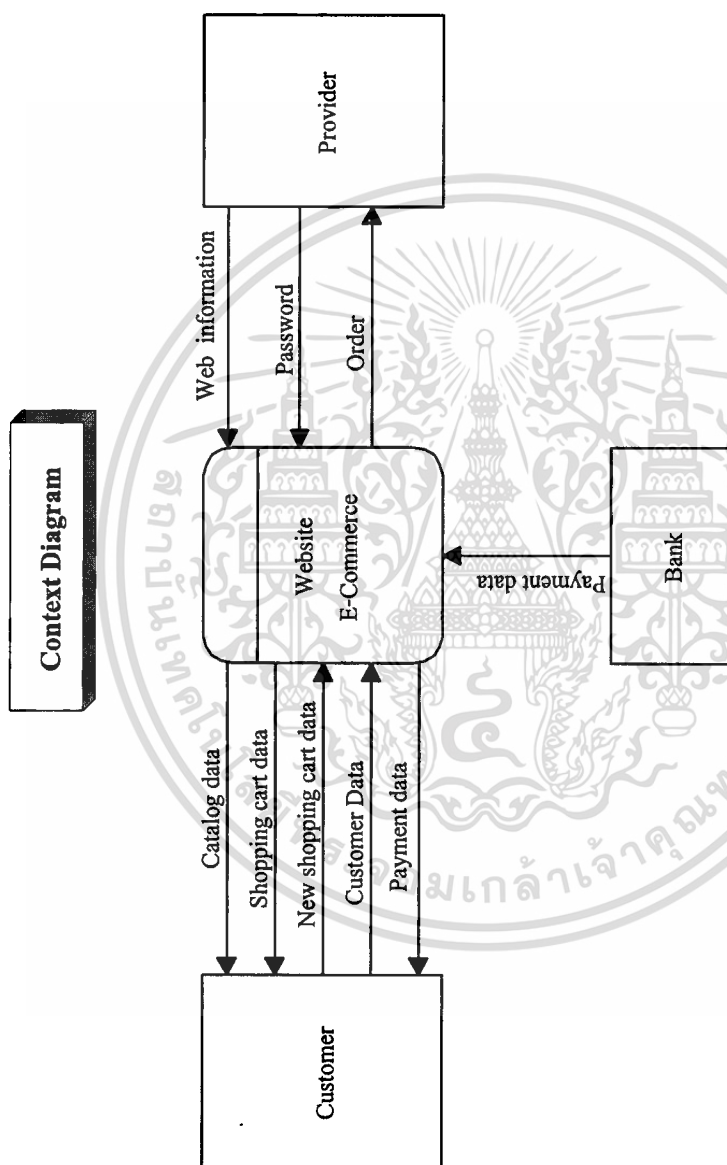 Context Diagram
Customer
Catalog data
Shopping cart data
New shopping cart data
Customer Data
Payment data
Website
E-Commerce
Web information
Password
Order
Provider
Payment data
Bank